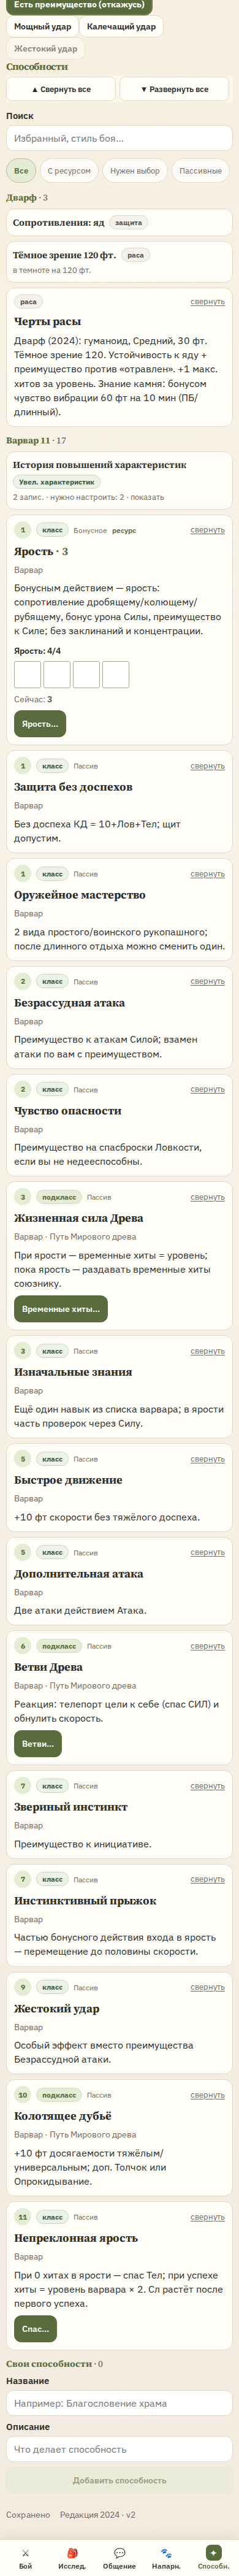 Есть преимущество (откажусь)
Мощный удар
Калечащий удар
Жестокий удар
Способности
▲ Свернуть все
▼ Развернуть все
Поиск
Избранный, стиль боя...
Все
С ресурсом
Нужен выбор
Пассивные
Дварф · 3
Сопротивления: яд
защита
Тёмное зрение 120 фт.
раса
в темноте на 120 фт.
раса
свернуть
Черты расы
Дварф (2024): гуманоид, Средний, 30 фт.
Тёмное зрение 120. Устойчивость к яду +
преимущество против «отравлен». +1 макс.
хитов за уровень. Знание камня: бонусом
чувство вибрации 60 фт на 10 мин (ПБ/
длинный).
Варвар 11 · 17
История повышений характеристик
Увел. характеристик
2 запис. · нужно настроить: 2 · показать
1
класс
Бонусное
ресурс
свернуть
Ярость · 3
Варвар
Бонусным действием — ярость:
сопротивление дробящему/колющему/
рубящему, бонус урона Силы, преимущество
к Силе; без заклинаний и концентрации.
Ярость: 4/4
Сейчас: 3
Ярость...
1
класс
Пассив
свернуть
Защита без доспехов
Варвар
Без доспеха КД = 10+Лов+Тел; щит
допустим.
1
класс
Пассив
свернуть
Оружейное мастерство
Варвар
2 вида простого/воинского рукопашного;
после длинного отдыха можно сменить один.
2
класс
Пассив
свернуть
Безрассудная атака
Варвар
Преимущество к атакам Силой; взамен
атаки по вам с преимуществом.
2
класс
Пассив
свернуть
Чувство опасности
Варвар
Преимущество на спасброски Ловкости,
если вы не недееспособны.
3
подкласс
Пассив
свернуть
Жизненная сила Древа
Варвар · Путь Мирового древа
При ярости — временные хиты = уровень;
пока ярость — раздавать временные хиты
союзнику.
Временные хиты...
3
класс
Пассив
свернуть
Изначальные знания
Варвар
Ещё один навык из списка варвара; в ярости
часть проверок через Силу.
5
класс
Пассив
свернуть
Быстрое движение
Варвар
+10 фт скорости без тяжёлого доспеха.
5
класс
Пассив
свернуть
Дополнительная атака
Варвар
Две атаки действием Атака.
6
подкласс
Пассив
свернуть
Ветви Древа
Варвар · Путь Мирового древа
Реакция: телепорт цели к себе (спас СИЛ) и
обнулить скорость.
Ветви...
7
класс
Пассив
свернуть
Звериный инстинкт
Варвар
Преимущество к инициативе.
7
класс
Пассив
свернуть
Инстинктивный прыжок
Варвар
Частью бонусного действия входа в ярость
— перемещение до половины скорости.
9
класс
Пассив
свернуть
Жестокий удар
Варвар
Особый эффект вместо преимущества
Безрассудной атаки.
10
подкласс
Пассив
свернуть
Колотящее дубьё
Варвар · Путь Мирового древа
+10 фт досягаемости тяжёлым/
универсальным; доп. Толчок или
Опрокидывание.
11
класс
Пассив
свернуть
Непреклонная ярость
Варвар
При 0 хитах в ярости — спас Тел; при успехе
хиты = уровень варвара × 2. Сл растёт после
первого успеха.
Спас...
Свои способности · 0
Название
Например: Благословение храма
Описание
Что делает способность
Добавить способность
Сохранено
Редакция 2024 · v2
Бой
Исслед.
Общение
Напарн.
Способн.